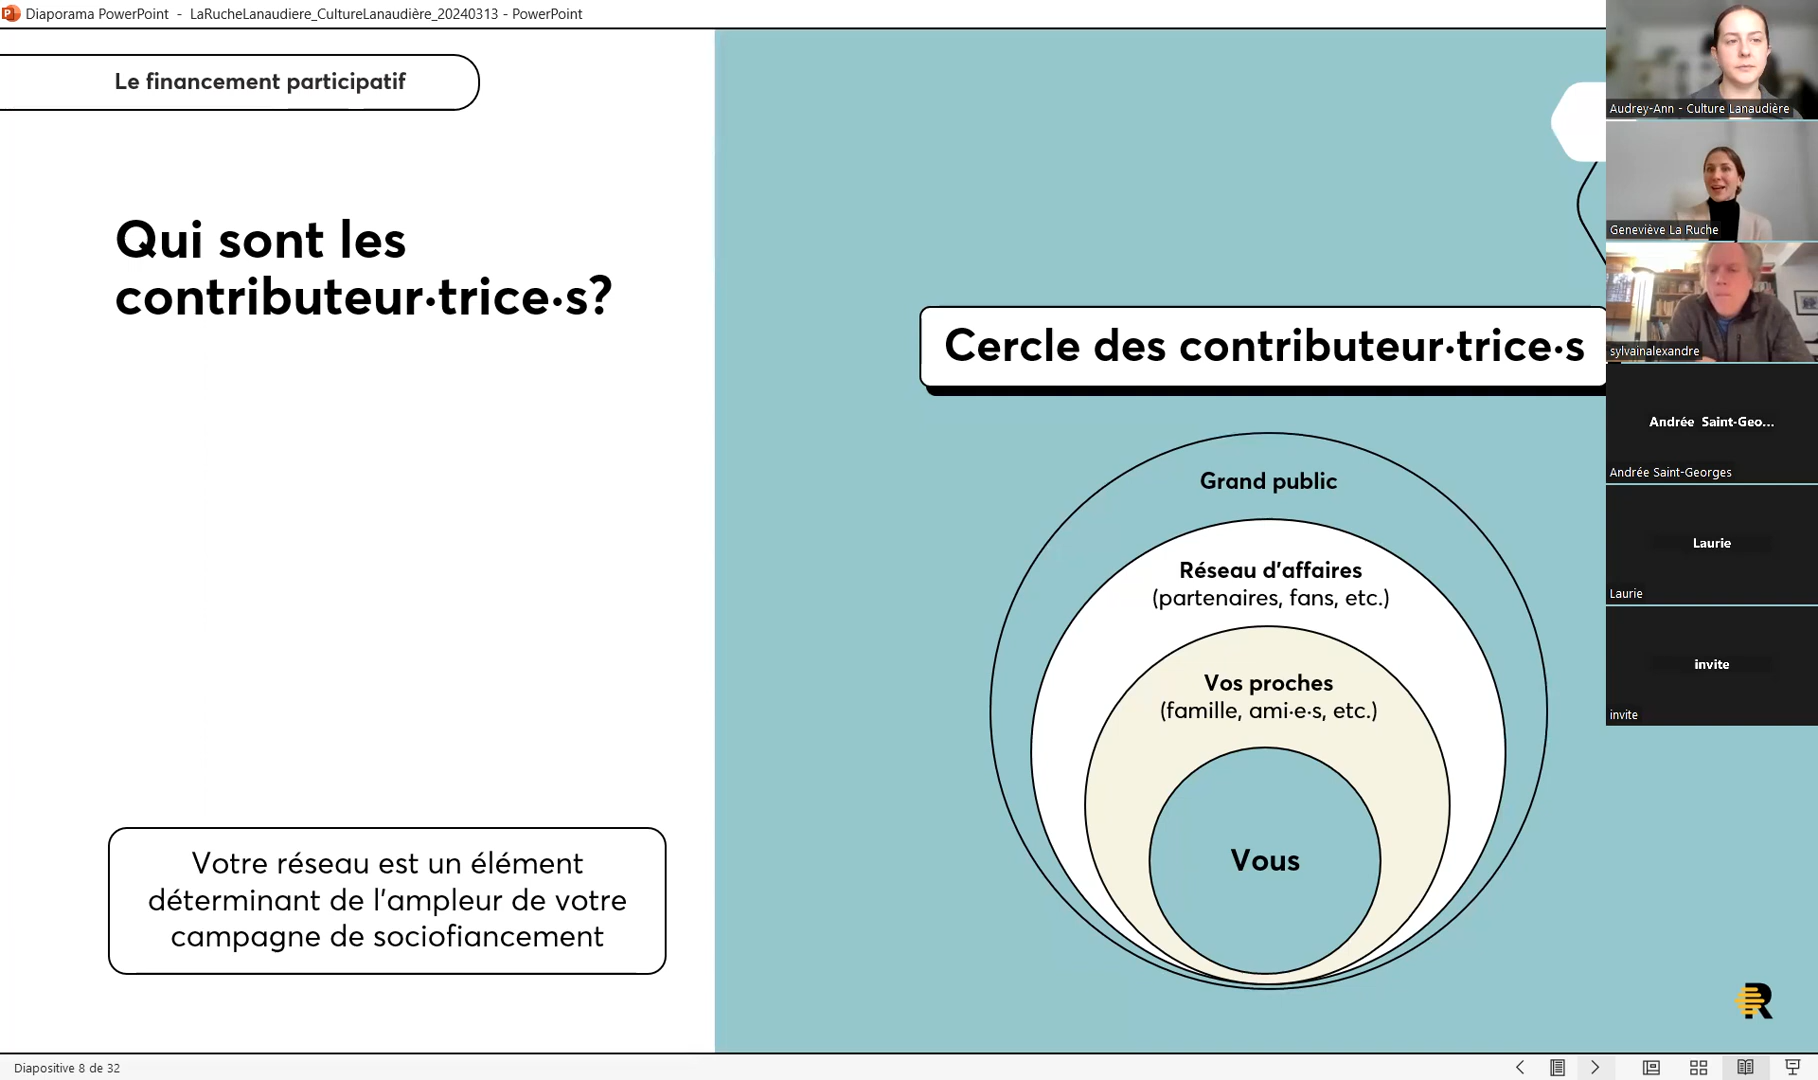 Diaporama PowerPoint - LaRucheLanaudiere_CultureLanaudière_20240313 - PowerPoint
Le financement participatif
Qui sont les
contributeur·trice·s?
Votre réseau est un élément
déterminant de l'ampleur de votre
campagne de sociofiancement
Cercle des contributeur·trice·s
Grand public
Réseau d'affaires
(partenaires, fans, etc.)
Vos proches
(famille, ami·e·s, etc.)
Vous
R
Audrey-Ann - Culture Lanaudière
Geneviève La Ruche
sylvainalexandre
Andrée Saint-Geo...
Andrée Saint-Georges
Laurie
Laurie
invite
invite
Diapositive 8 de 32